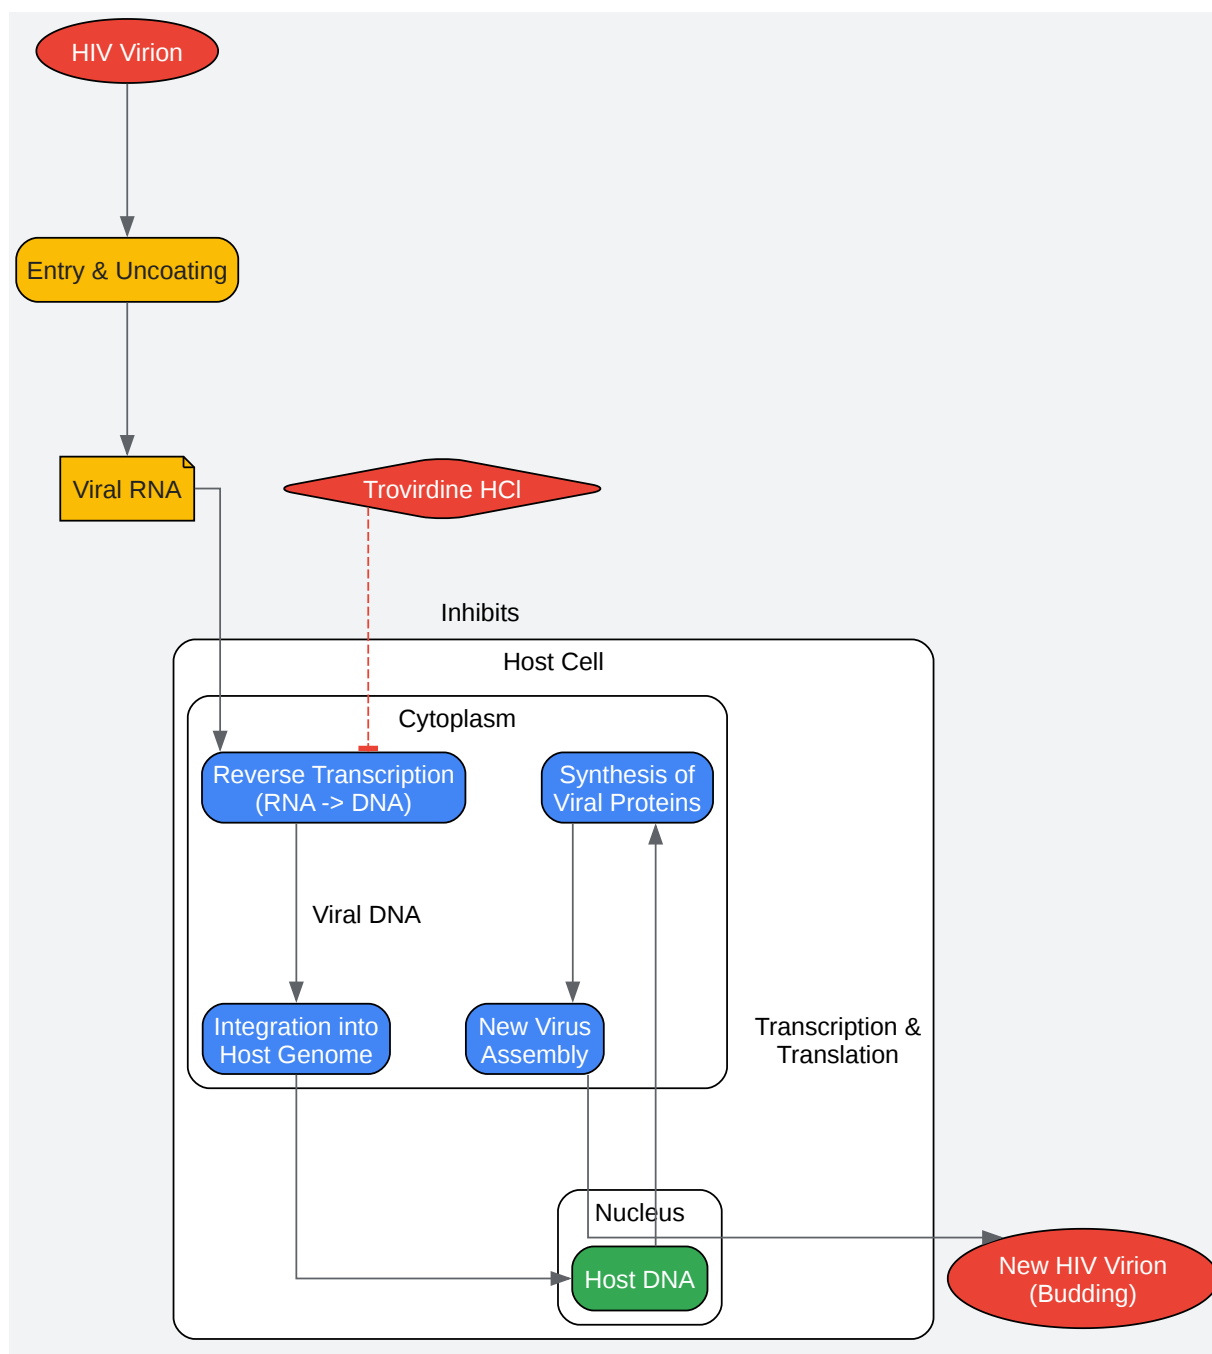 HIV Virion
Entry & Uncoating
Viral RNA
Trovirdine HCl
Inhibits
Host Cell
Cytoplasm
Reverse Transcription
(RNA -> DNA)
Synthesis of
Viral Proteins
Viral DNA
Integration into
Host Genome
New Virus
Assembly
Transcription &
Translation
Nucleus
Host DNA
New HIV Virion
(Budding)